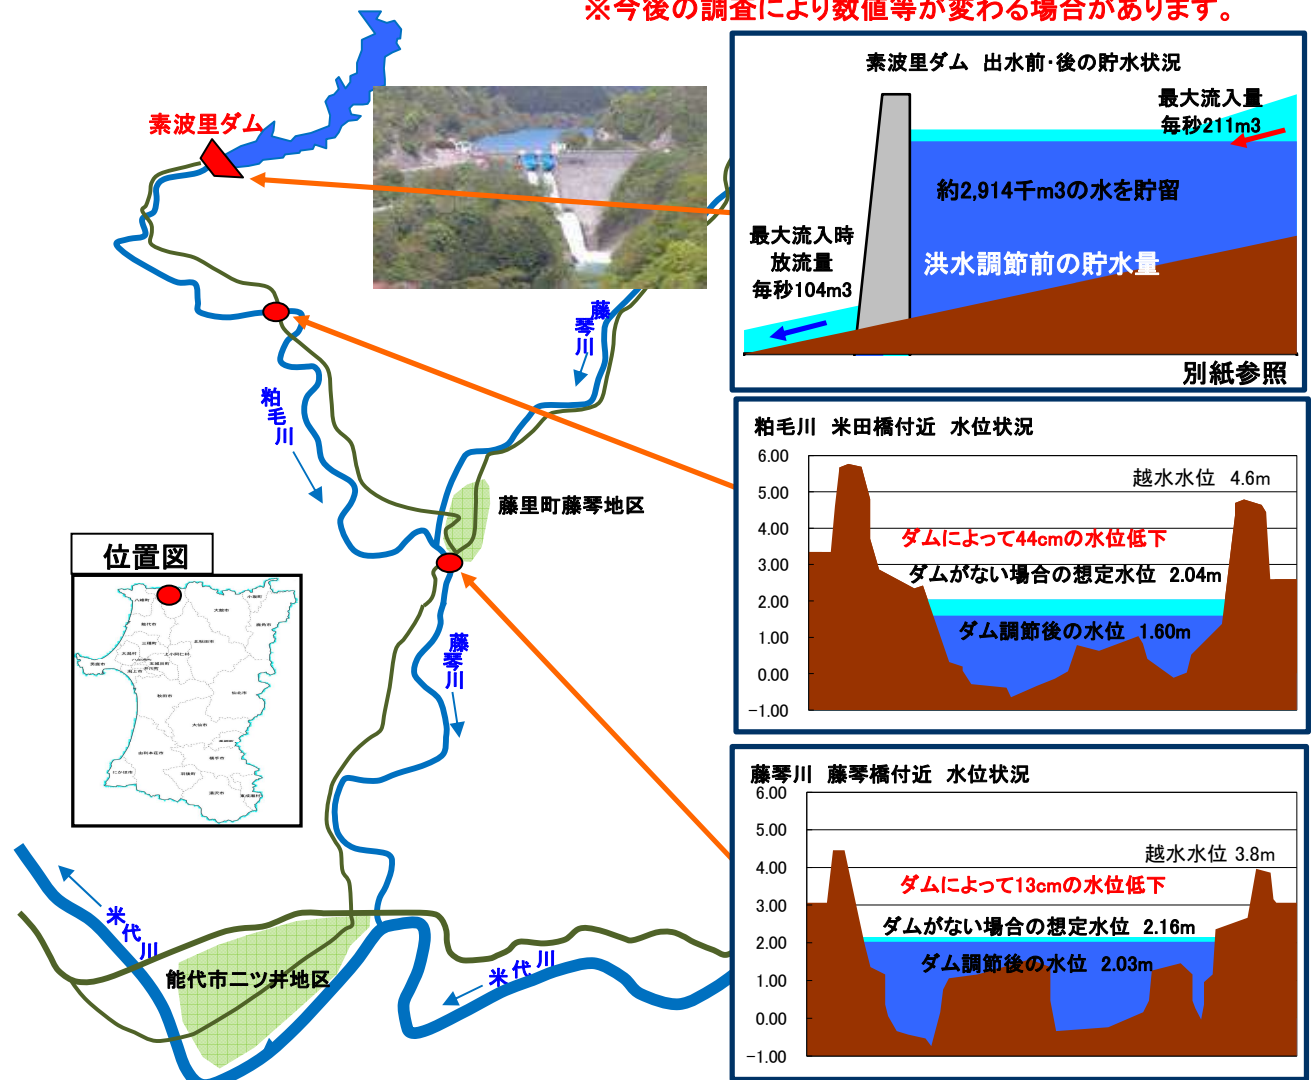 ※今後の調査により数値等が変わる場合があります。
素波里ダム
素波里ダム 出水前・後の貯水状況
最大流入量
毎秒211m3
約2,914千m3の水を貯留
最大流入時
放流量
毎秒104m3
洪水調節前の貯水量
別紙参照
藤琴川
粕毛川
粕毛川 米田橋付近 水位状況
6.00
5.00
4.00
3.00
2.00
1.00
0.00
-1.00
越水水位 4.6m
ダムによって44cmの水位低下
ダムがない場合の想定水位 2.04m
ダム調節後の水位 1.60m
藤里町藤琴地区
位置図
藤琴川
藤琴川 藤琴橋付近 水位状況
6.00
5.00
4.00
3.00
2.00
1.00
0.00
-1.00
越水水位 3.8m
ダムによって13cmの水位低下
ダムがない場合の想定水位 2.16m
ダム調節後の水位 2.03m
米代川
能代市二ツ井地区
米代川